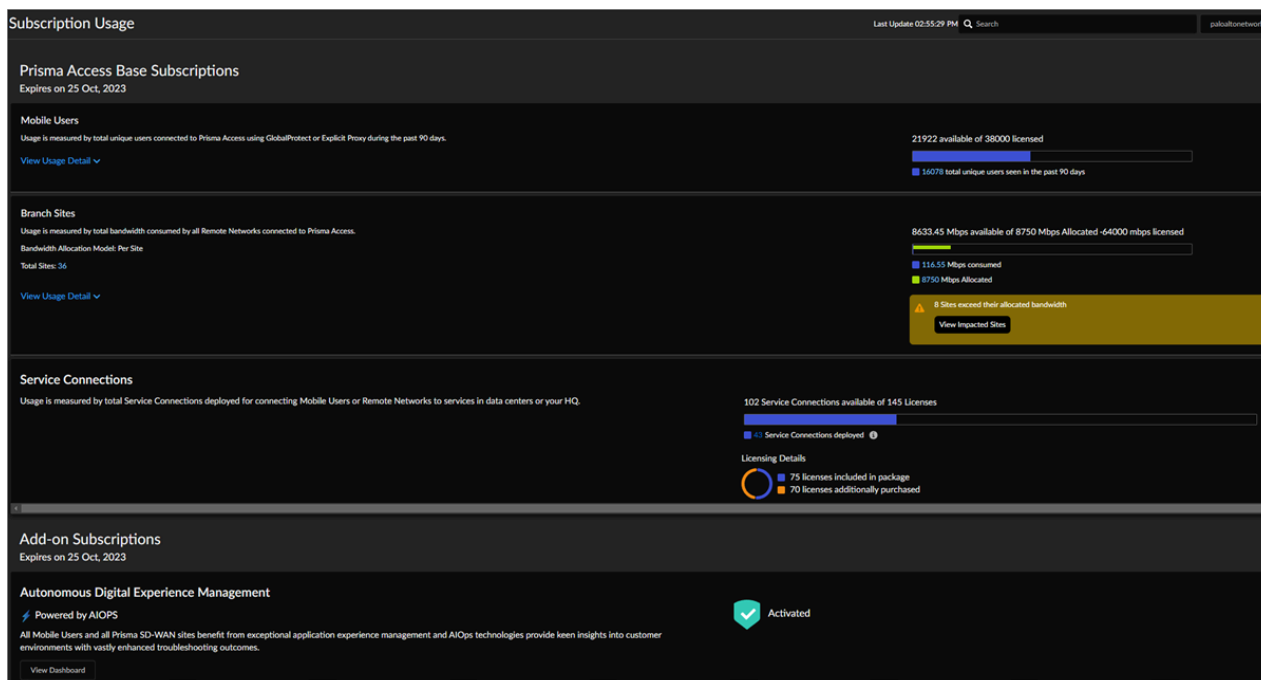 Subscription Usage
Last Update 02:55:29 PM
Search
paloaltonetwor
Prisma Access Base Subscriptions
Expires on 25 Oct, 2023
Mobile Users
Usage is measured by total unique users connected to Prisma Access using GlobalProtect or Explicit Proxy during the past 90 days.
View Usage Detail
21922 available of 38000 licensed
16078 total unique users seen in the past 90 days
Branch Sites
Usage is measured by total bandwidth consumed by all Remote Networks connected to Prisma Access.
Bandwidth Allocation Model: Per Site
Total Sites: 36
View Usage Detail
8633.45 Mbps available of 8750 Mbps Allocated -64000 mbps licensed
116.55 Mbps consumed
8750 Mbps Allocated
8 Sites exceed their allocated bandwidth
View Impacted Sites
Service Connections
Usage is measured by total Service Connections deployed for connecting Mobile Users or Remote Networks to services in data centers or your HQ.
102 Service Connections available of 145 Licenses
43 Service Connections deployed
Licensing Details
75 licenses included in package
70 licenses additionally purchased
Add-on Subscriptions
Expires on 25 Oct, 2023
Autonomous Digital Experience Management
Powered by AIOPS
All Mobile Users and all Prisma SD-WAN sites benefit from exceptional application experience management and AIOps technologies provide keen insights into customer
environments with vastly enhanced troubleshooting outcomes.
View Dashboard
Activated